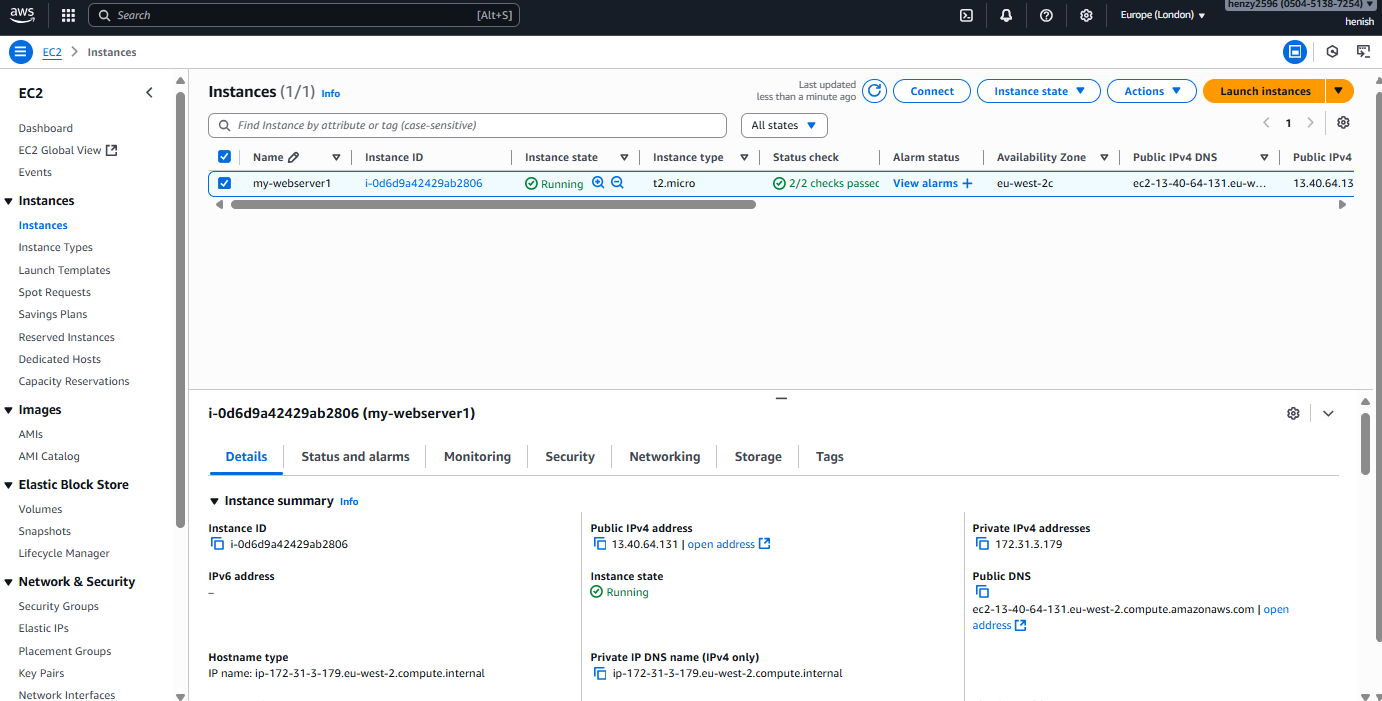 aws
Search [Alt+S]
Europe (London)
henzy2596 (0504-5138-7254)
henish
EC2 Instances
EC2
Dashboard
EC2 Global View
Events
Instances
Instances
Instance Types
Launch Templates
Spot Requests
Savings Plans
Reserved Instances
Dedicated Hosts
Capacity Reservations
Images
AMIs
AMI Catalog
Elastic Block Store
Volumes
Snapshots
Lifecycle Manager
Network & Security
Security Groups
Elastic IPs
Placement Groups
Key Pairs
Network Interfaces
Instances (1/1) Info
Last updated
less than a minute ago
Connect
Instance state
Actions
Launch instances
Find Instance by attribute or tag (case-sensitive)
All states
1
Name Instance ID Instance state Instance type Status check Alarm status Availability Zone Public IPv4 DNS Public IPv4
my-webserver1 i-0d6d9a42429ab2806 Running t2.micro 2/2 checks passed View alarms + eu-west-2c ec2-13-40-64-131.eu-w... 13.40.64.13
i-0d6d9a42429ab2806 (my-webserver1)
Details Status and alarms Monitoring Security Networking Storage Tags
Instance summary Info
Instance ID
i-0d6d9a42429ab2806
Public IPv4 address
13.40.64.131 | open address
Private IPv4 addresses
172.31.3.179
IPv6 address
–
Instance state
Running
Public DNS
ec2-13-40-64-131.eu-west-2.compute.amazonaws.com | open
address
Hostname type
IP name: ip-172-31-3-179.eu-west-2.compute.internal
Private IP DNS name (IPv4 only)
ip-172-31-3-179.eu-west-2.compute.internal